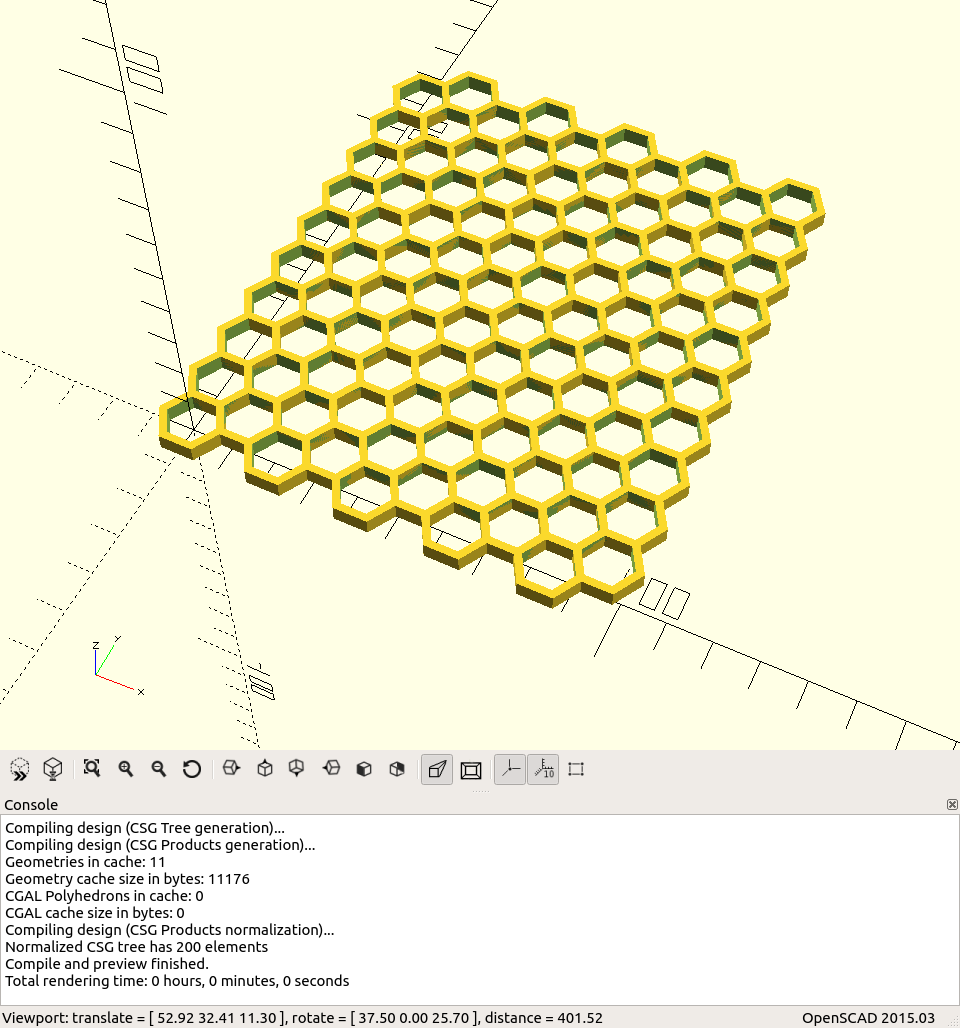 Z
Y
X
10
Console
Compiling design (CSG Tree generation)...
Compiling design (CSG Products generation)...
Geometries in cache: 11
Geometry cache size in bytes: 11176
CGAL Polyhedrons in cache: 0
CGAL cache size in bytes: 0
Compiling design (CSG Products normalization)...
Normalized CSG tree has 200 elements
Compile and preview finished.
Total rendering time: 0 hours, 0 minutes, 0 seconds
Viewport: translate = [ 52.92 32.41 11.30 ], rotate = [ 37.50 0.00 25.70 ], distance = 401.52
OpenSCAD 2015.03